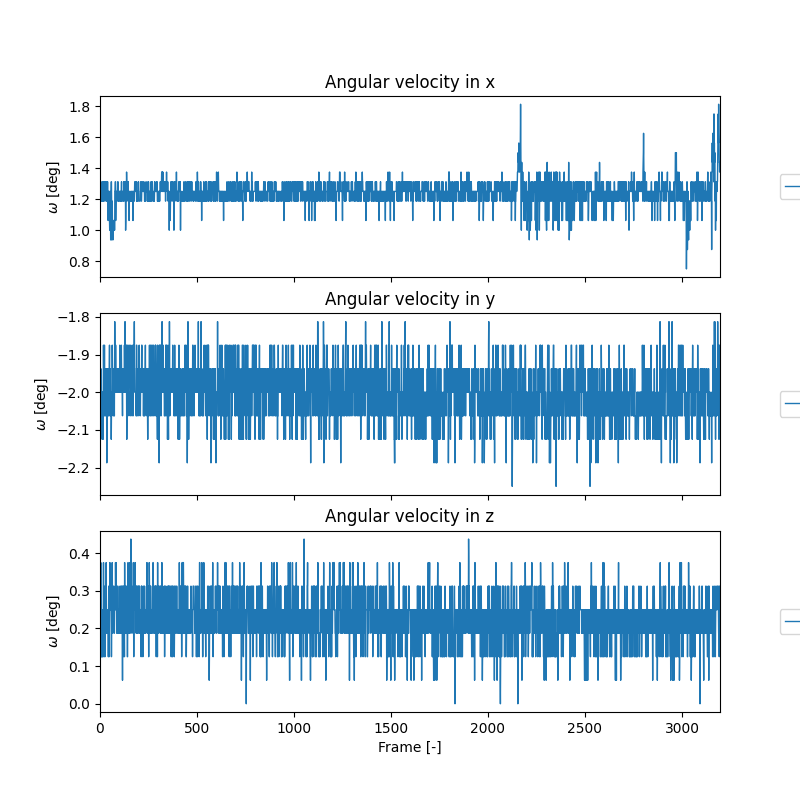 Angular velocity in x
ω [deg]
1.8
1.6
1.4
1.2
1.0
0.8
Angular velocity in y
ω [deg]
−1.8
−1.9
−2.0
−2.1
−2.2
Angular velocity in z
ω [deg]
0.4
0.3
0.2
0.1
0.0
0 500 1000 1500 2000 2500 3000
Frame [-]